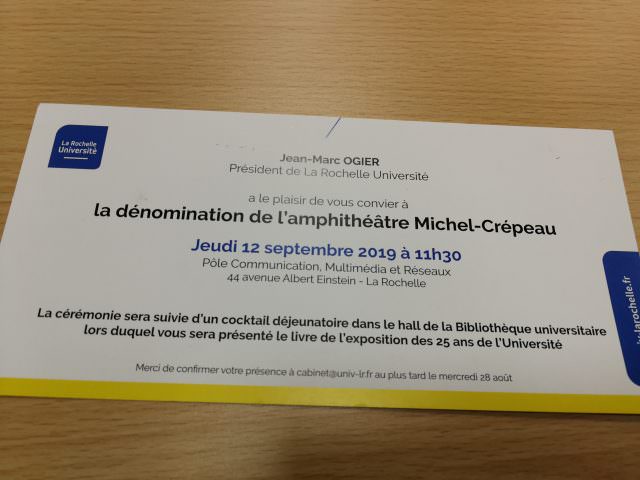 La Rochelle
Université
Jean-Marc OGIER
Président de La Rochelle Université
a le plaisir de vous convier à
la dénomination de l'amphithéâtre Michel-Crépeau
Jeudi 12 septembre 2019 à 11h30
Pôle Communication, Multimédia et Réseaux
44 avenue Albert Einstein - La Rochelle
La cérémonie sera suivie d'un cocktail déjeunatoire dans le hall de la Bibliothèque universitaire
lors duquel vous sera présenté le livre de l'exposition des 25 ans de l'Université
Merci de confirmer votre présence à cabinet@univ-lr.fr au plus tard le mercredi 28 août
larochelle.fr